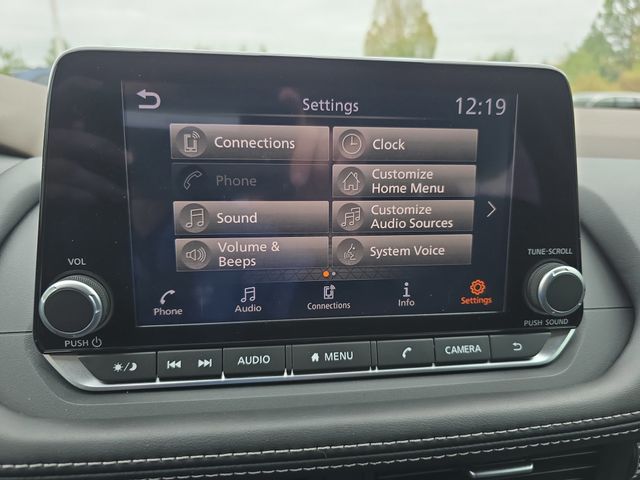 Settings
12:19
Connections
Clock
Phone
Customize
Home Menu
Sound
Customize
Audio Sources
Volume &
Beeps
System Voice
Phone
Audio
Connections
Info
Settings
VOL
PUSH
TUNE·SCROLL
PUSH SOUND
AUDIO
MENU
CAMERA